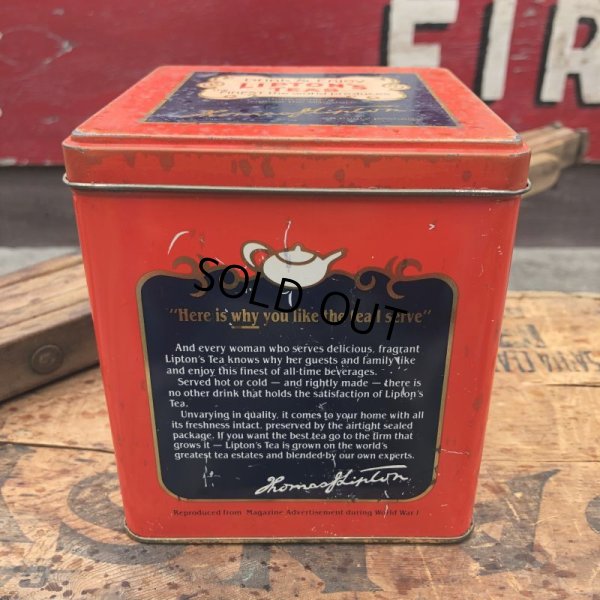 FIR
LIPTON'S
TEA
SOLD OUT
"Here is why you like the tea I serve"
And every woman who serves delicious, fragrant
Lipton's Tea knows why her guests and family like
and enjoy this finest of all-time beverages.
Served hot or cold — and rightly made — there is
no other drink that holds the satisfaction of Lipton's
Tea.
Unvarying in quality, it comes to your home with all
its freshness intact, preserved by the airtight sealed
package. If you want the best tea go to the firm that
grows it — Lipton's Tea is grown on the world's
greatest tea estates and blended by our own experts.
Thomas J Lipton
Reproduced from Magazine Advertisement during World War I